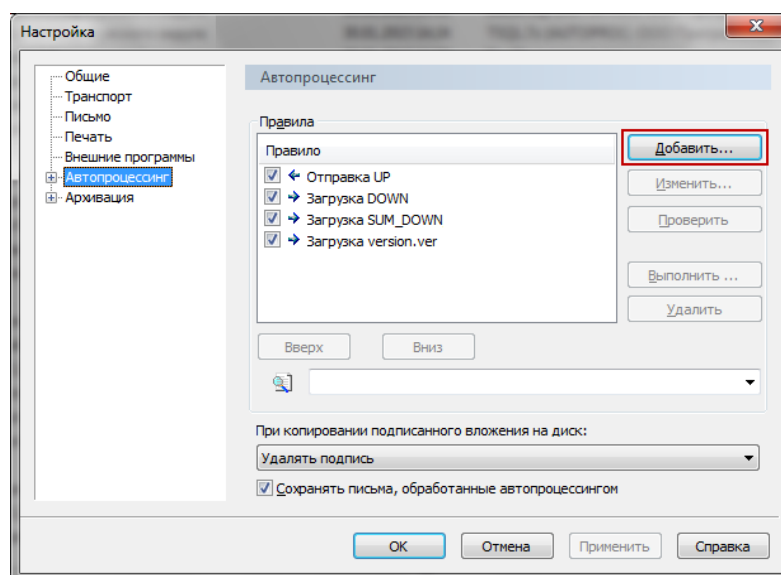 Настройка
Общие
Транспорт
Письмо
Печать
Внешние программы
Автопроцессинг
Архивация
Автопроцессинг
Правила
Правило
Отправка UP
Загрузка DOWN
Загрузка SUM_DOWN
Загрузка version.ver
Добавить...
Изменить...
Проверить
Выполнить ...
Удалить
Вверх
Вниз
При копировании подписанного вложения на диск:
Удалять подпись
Сохранять письма, обработанные автопроцессингом
ОК
Отмена
Применить
Справка